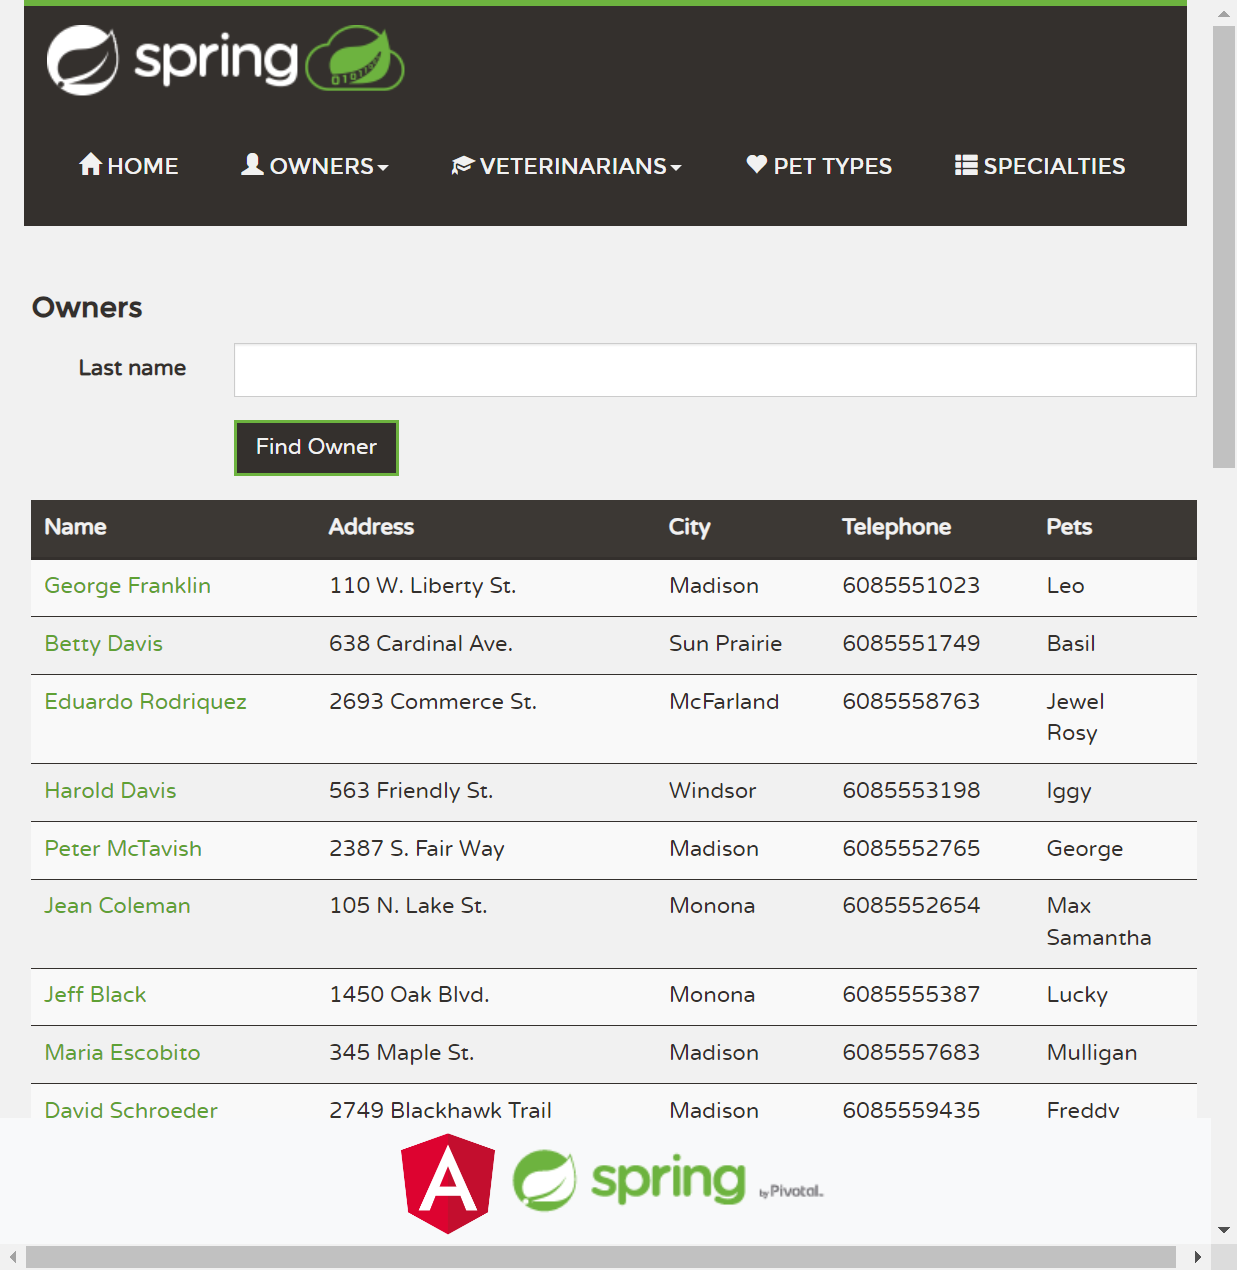 spring
HOME OWNERS VETERINARIANS PET TYPES SPECIALTIES
Owners
Last name
Find Owner
Name Address City Telephone Pets
George Franklin 110 W. Liberty St. Madison 6085551023 Leo
Betty Davis 638 Cardinal Ave. Sun Prairie 6085551749 Basil
Eduardo Rodriquez 2693 Commerce St. McFarland 6085558763 Jewel
Rosy
Harold Davis 563 Friendly St. Windsor 6085553198 Iggy
Peter McTavish 2387 S. Fair Way Madison 6085552765 George
Jean Coleman 105 N. Lake St. Monona 6085552654 Max
Samantha
Jeff Black 1450 Oak Blvd. Monona 6085555387 Lucky
Maria Escobito 345 Maple St. Madison 6085557683 Mulligan
David Schroeder 2749 Blackhawk Trail Madison 6085559435 Freddy
A spring by Pivotal